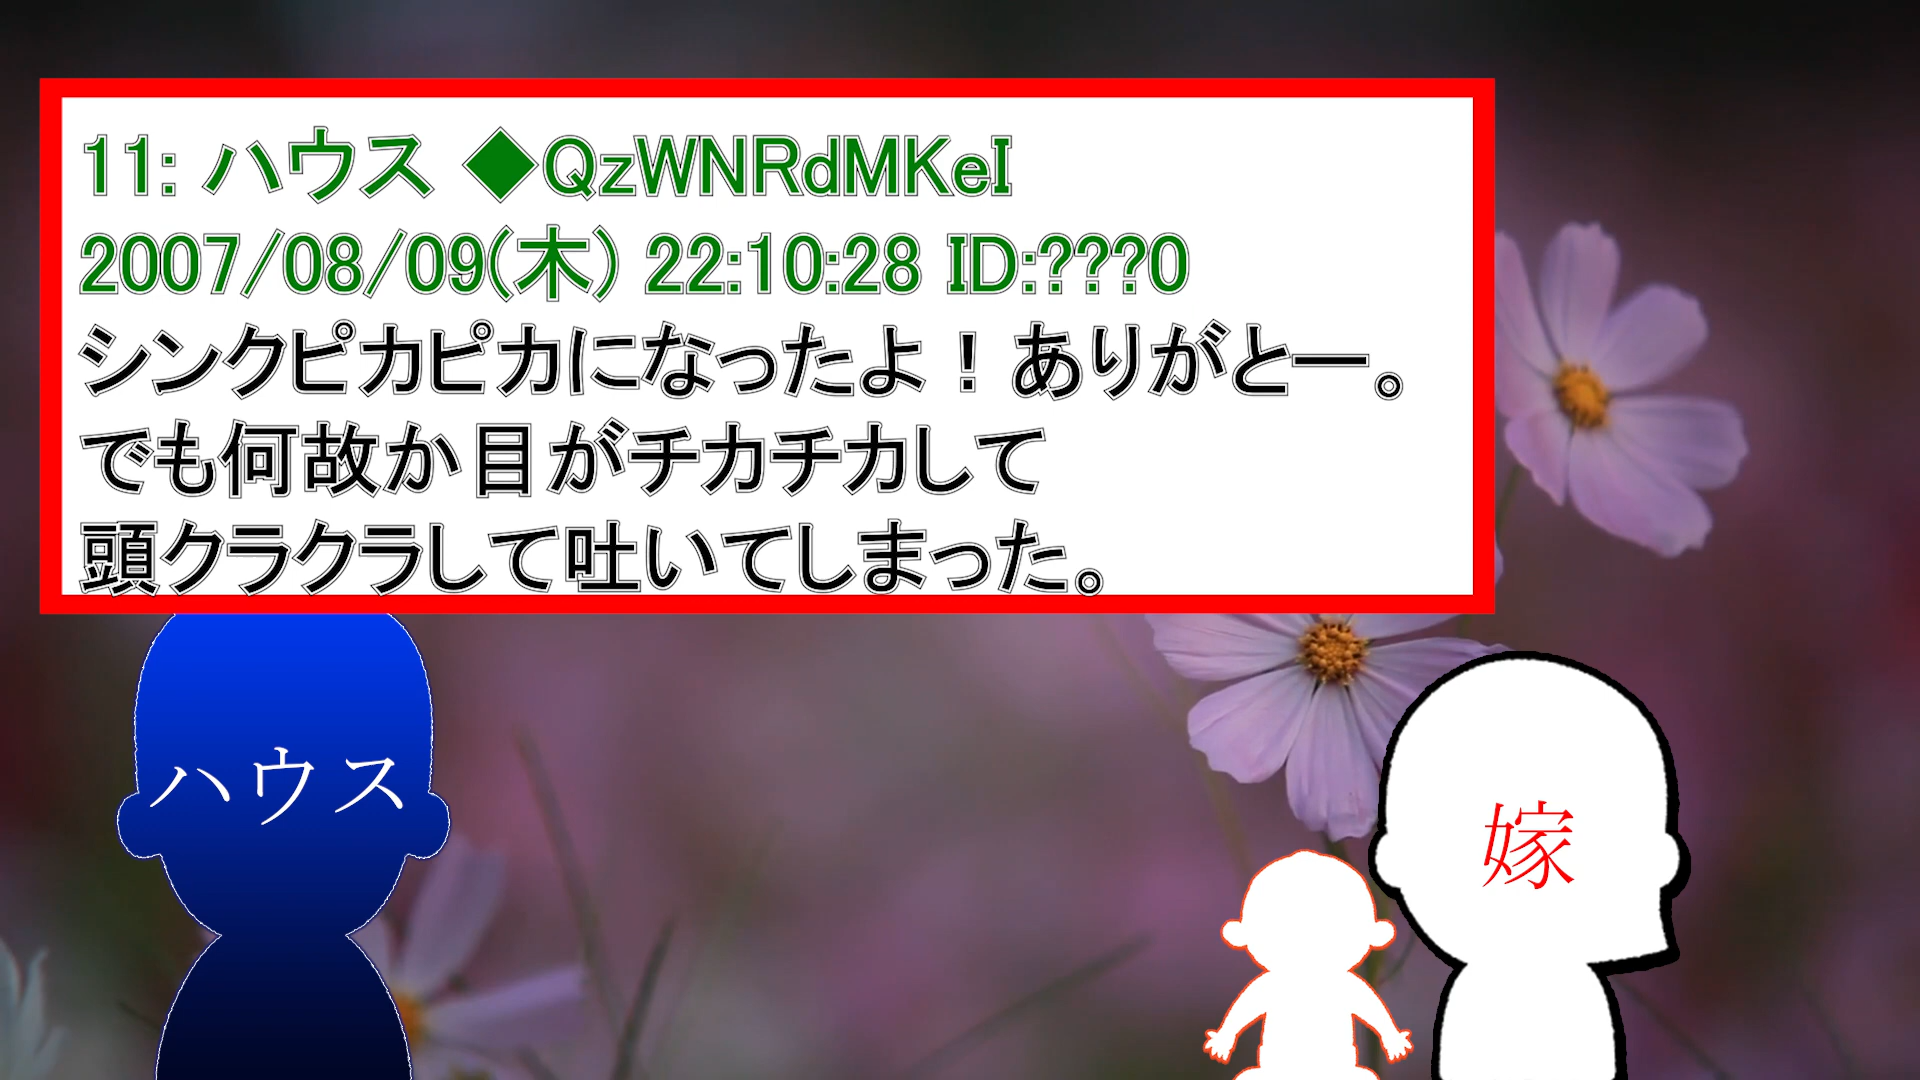 11: ハウス ◆QzWNRdMKeI
2007/08/09(木) 22:10:28 ID:???0
シンクピカピカになったよ！ありがとー。
でも何故か目がチカチカして
頭クラクラして吐いてしまった。
ハウス
嫁